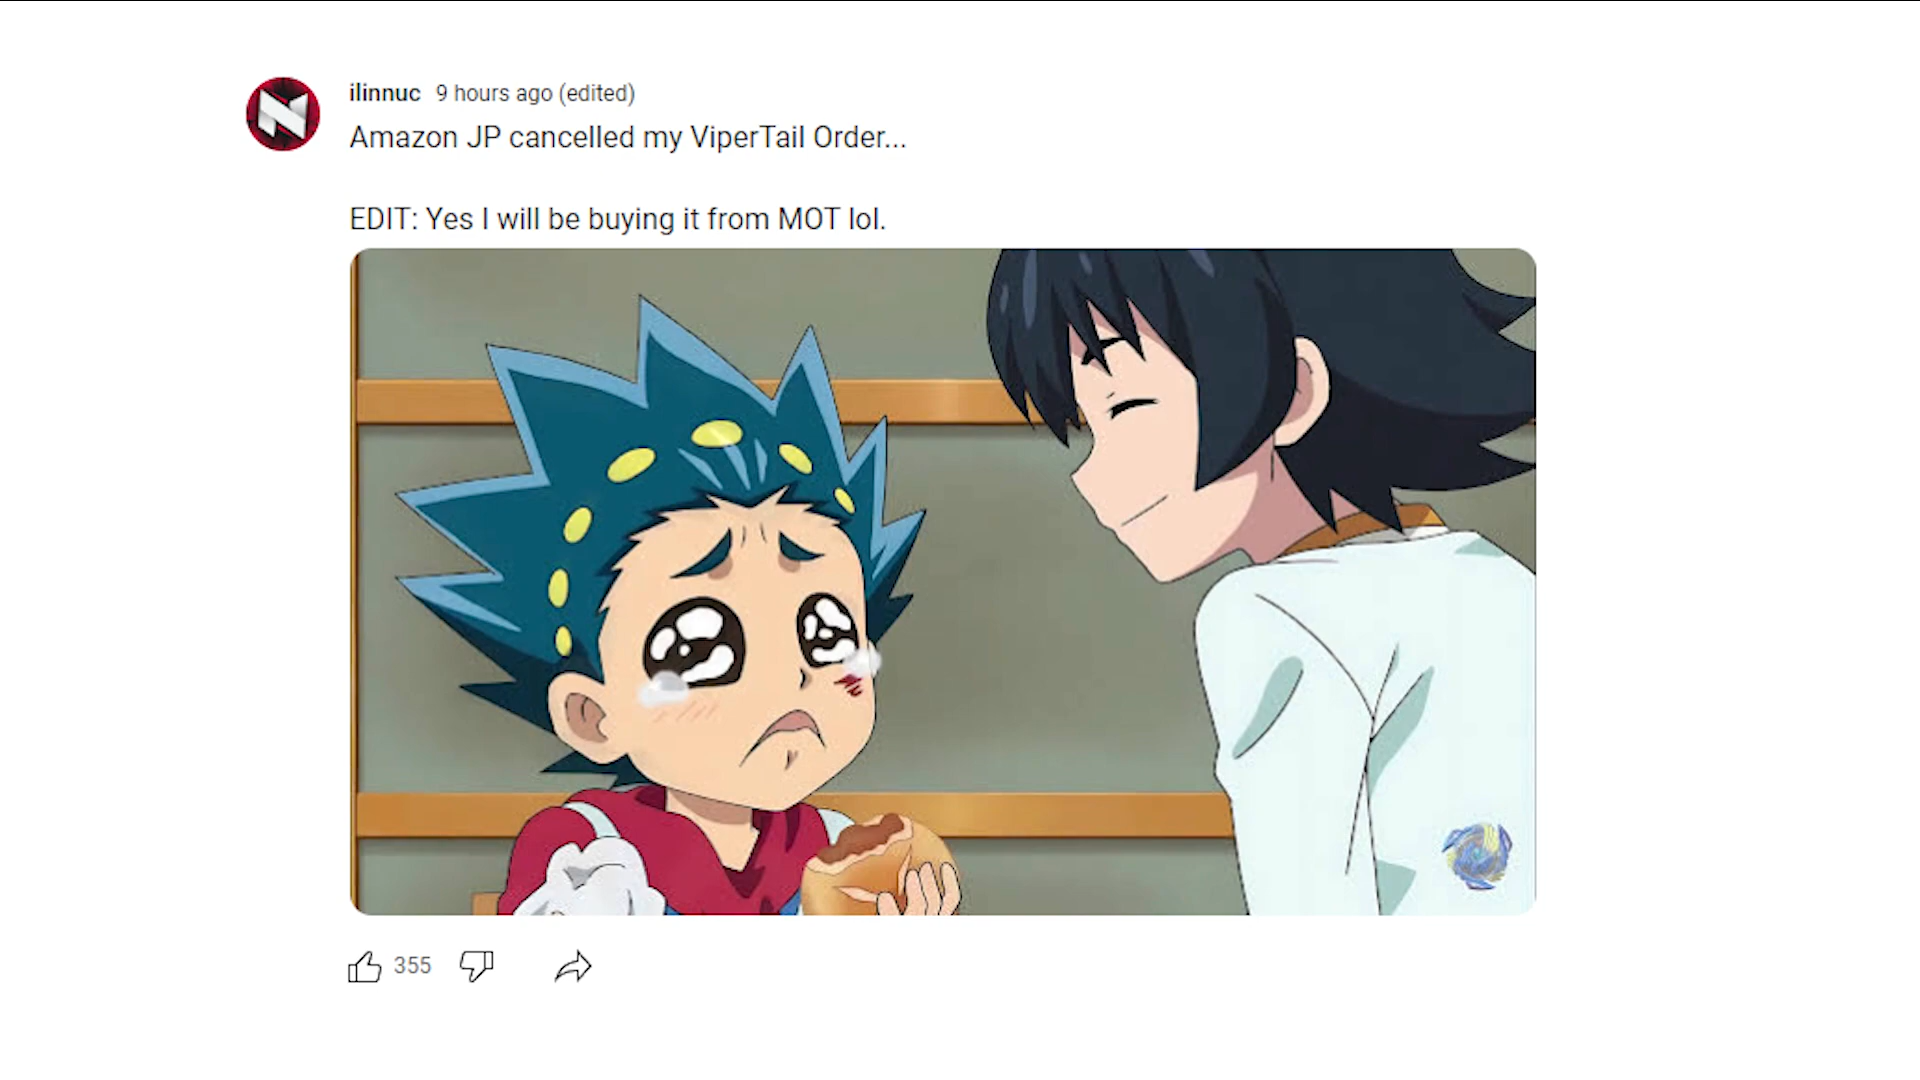 ilinnuc 9 hours ago (edited)
Amazon JP cancelled my ViperTail Order...
EDIT: Yes I will be buying it from MOT lol.
355